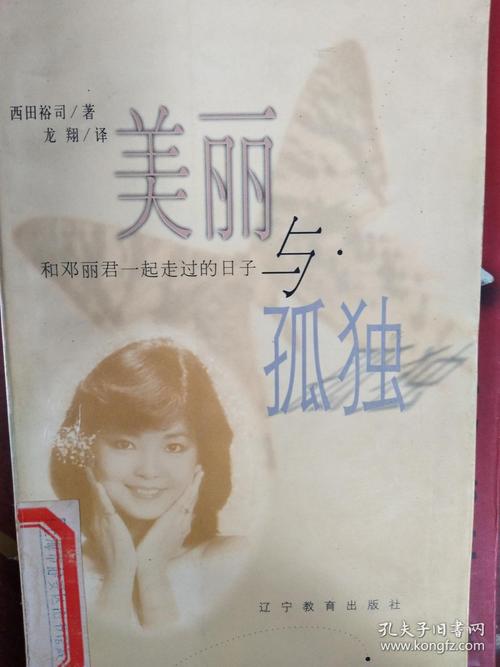 西田裕司/著
龙 翔/译
美丽
与·
和邓丽君一起走过的日子
孤独
辽宁教育出版社
孔夫子旧书网
www.kongfz.com